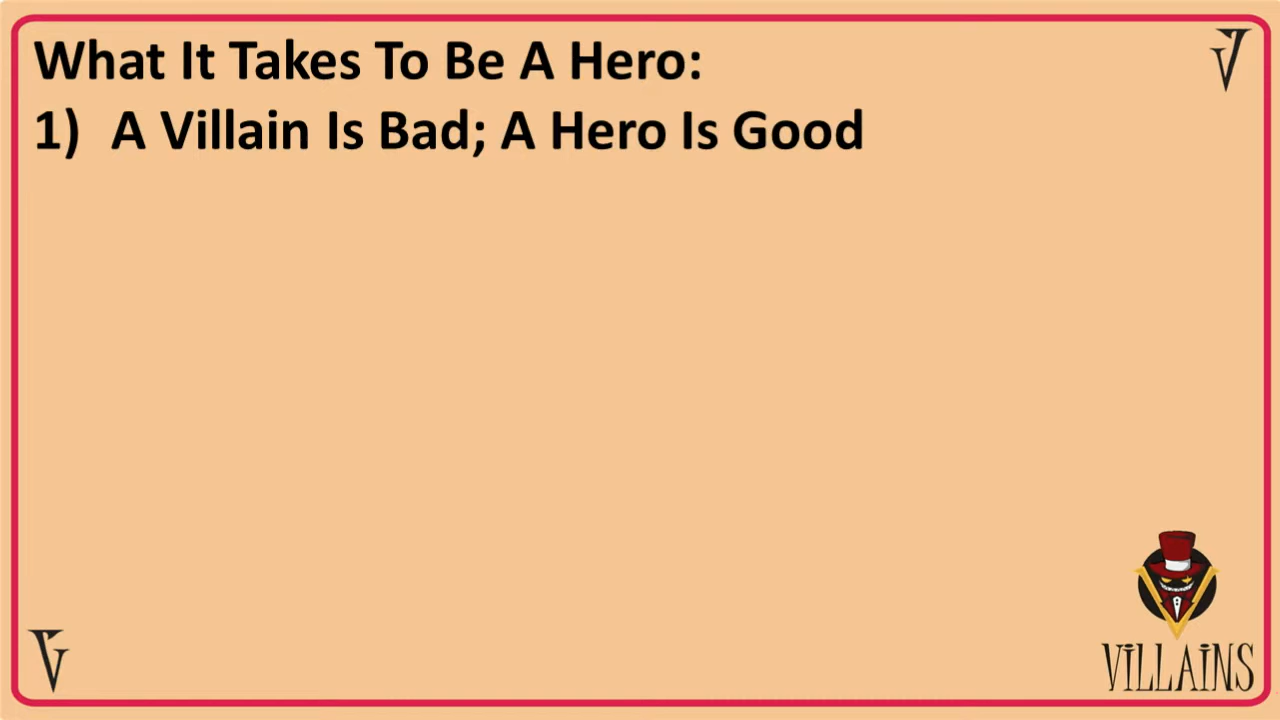 What It Takes To Be A Hero:
1) A Villain Is Bad; A Hero Is Good
V
V
VILLAINS